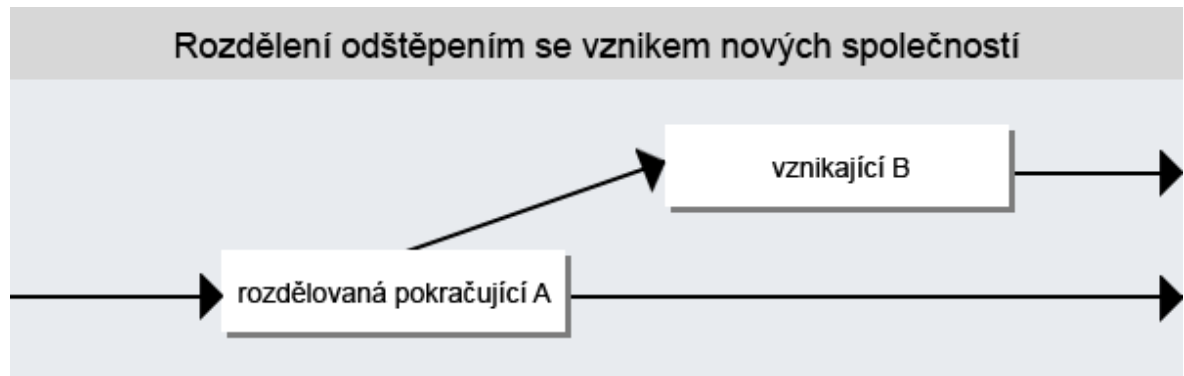 Rozdělení odštěpením se vznikem nových společností
vznikající B
rozdělovaná pokračující A